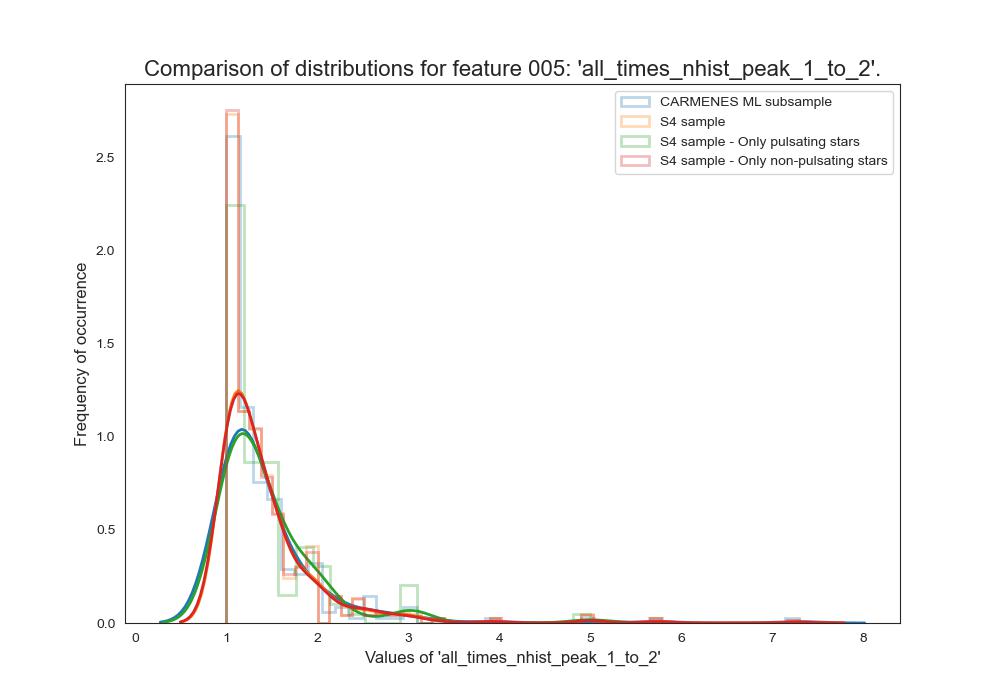 Comparison of distributions for feature 005: 'all_times_nhist_peak_1_to_2'.
CARMENES ML subsample
S4 sample
S4 sample - Only pulsating stars
S4 sample - Only non-pulsating stars
Frequency of occurrence
2.5
2.0
1.5
1.0
0.5
0.0
0 1 2 3 4 5 6 7 8
Values of 'all_times_nhist_peak_1_to_2'